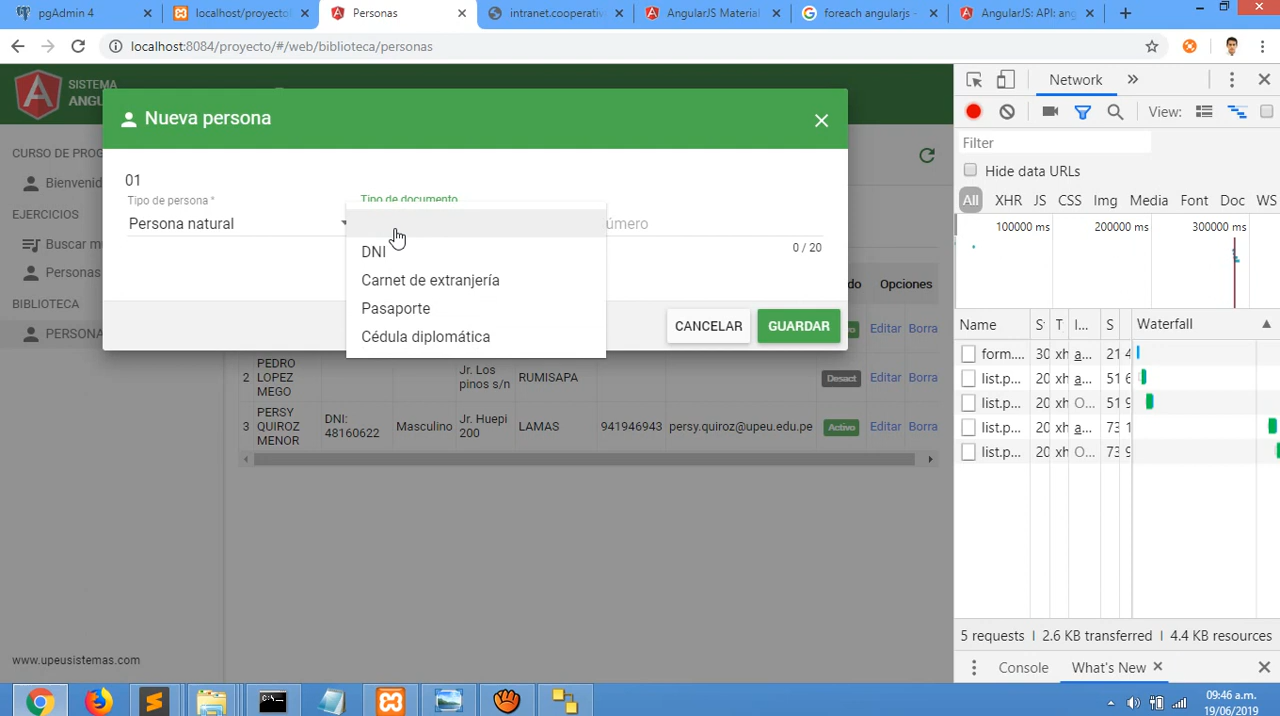 pgAdmin 4
localhost/proyectol
Personas
intranet.cooperativ
AngularJS Material
foreach angularjs -
AngularJS: API: an
localhost:8084/proyecto/#/web/biblioteca/personas
SISTEMA
ANGU
Network
Nueva persona
View:
CURSO DE PROG
Filter
Bienvenid
Hide data URLs
01
Tipo de persona *
Tipo de documento
All XHR JS CSS Img Media Font Doc WS
EJERCICIOS
Persona natural
úmero
100000 ms 200000 ms 300000 ms
Buscar mú
0 / 20
DNI
Personas
Carnet de extranjería
do Opciones
BIBLIOTECA
Pasaporte
PERSONA
CANCELAR
GUARDAR
vo Editar Borra
Cédula diplomática
Name
Waterfall
form....
list.p...
list.p...
list.p...
list.p...
2 PEDRO LOPEZ MEGO
Jr. Los pinos s/n
RUMISAPA
Desact
Editar Borra
3 PERSY QUIROZ MENOR
DNI: 48160622
Masculino
Jr. Huepi 200
LAMAS
941946943
persy.quiroz@upeu.edu.pe
Activo
Editar Borra
5 requests 2.6 KB transferred 4.4 KB resources
www.upeusistemas.com
Console
What's New
09:46 a.m.
19/06/2019